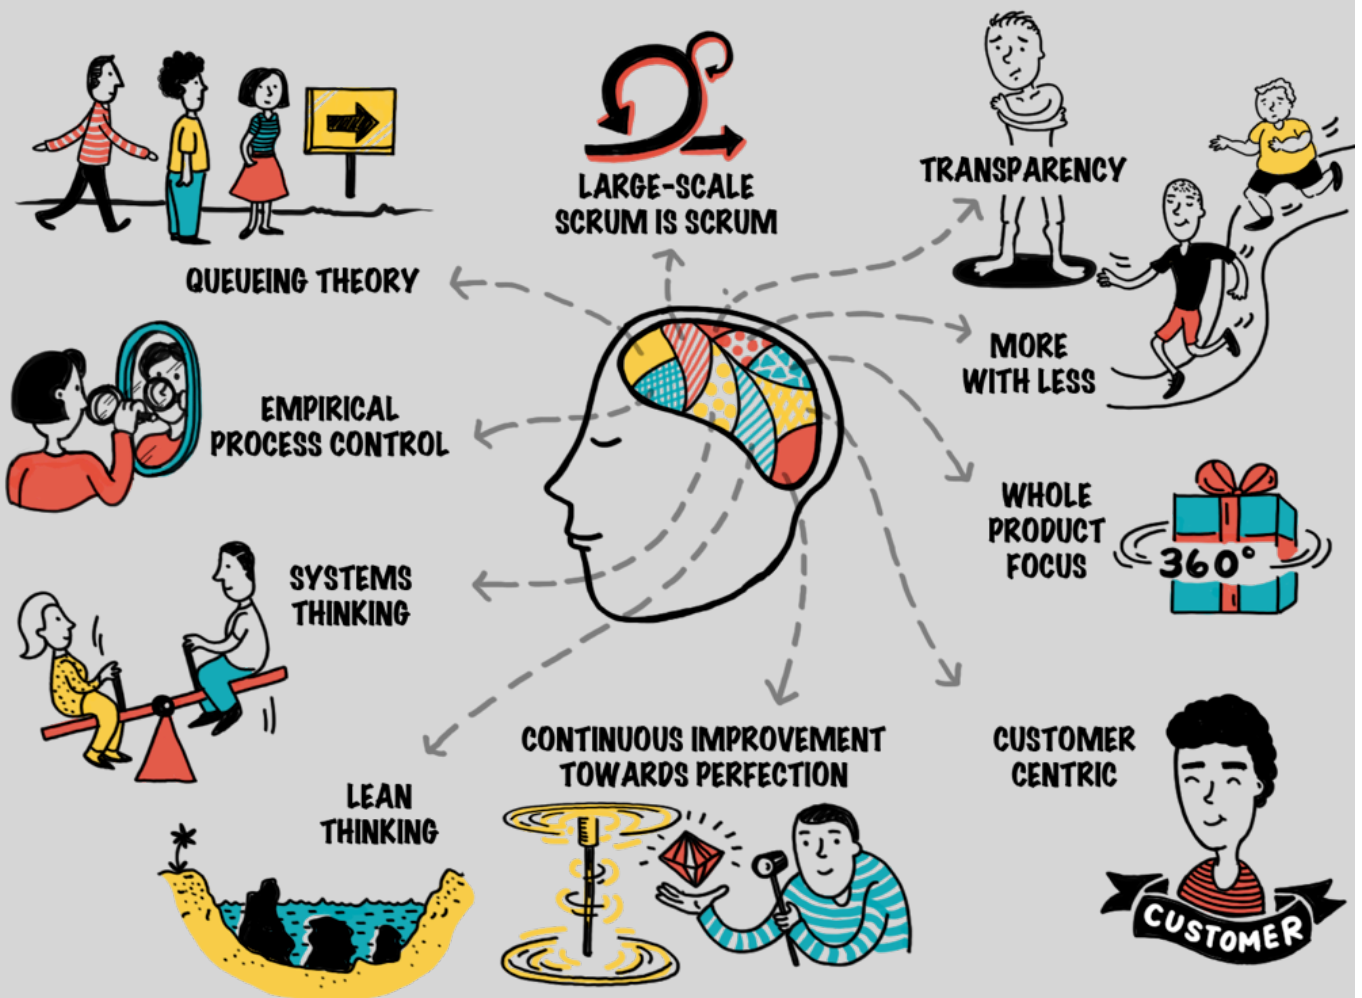 LARGE-SCALE
SCRUM IS SCRUM
TRANSPARENCY
QUEUEING THEORY
MORE
WITH LESS
EMPIRICAL
PROCESS CONTROL
WHOLE
PRODUCT
FOCUS
360°
SYSTEMS
THINKING
CONTINUOUS IMPROVEMENT
TOWARDS PERFECTION
CUSTOMER
CENTRIC
LEAN
THINKING
CUSTOMER